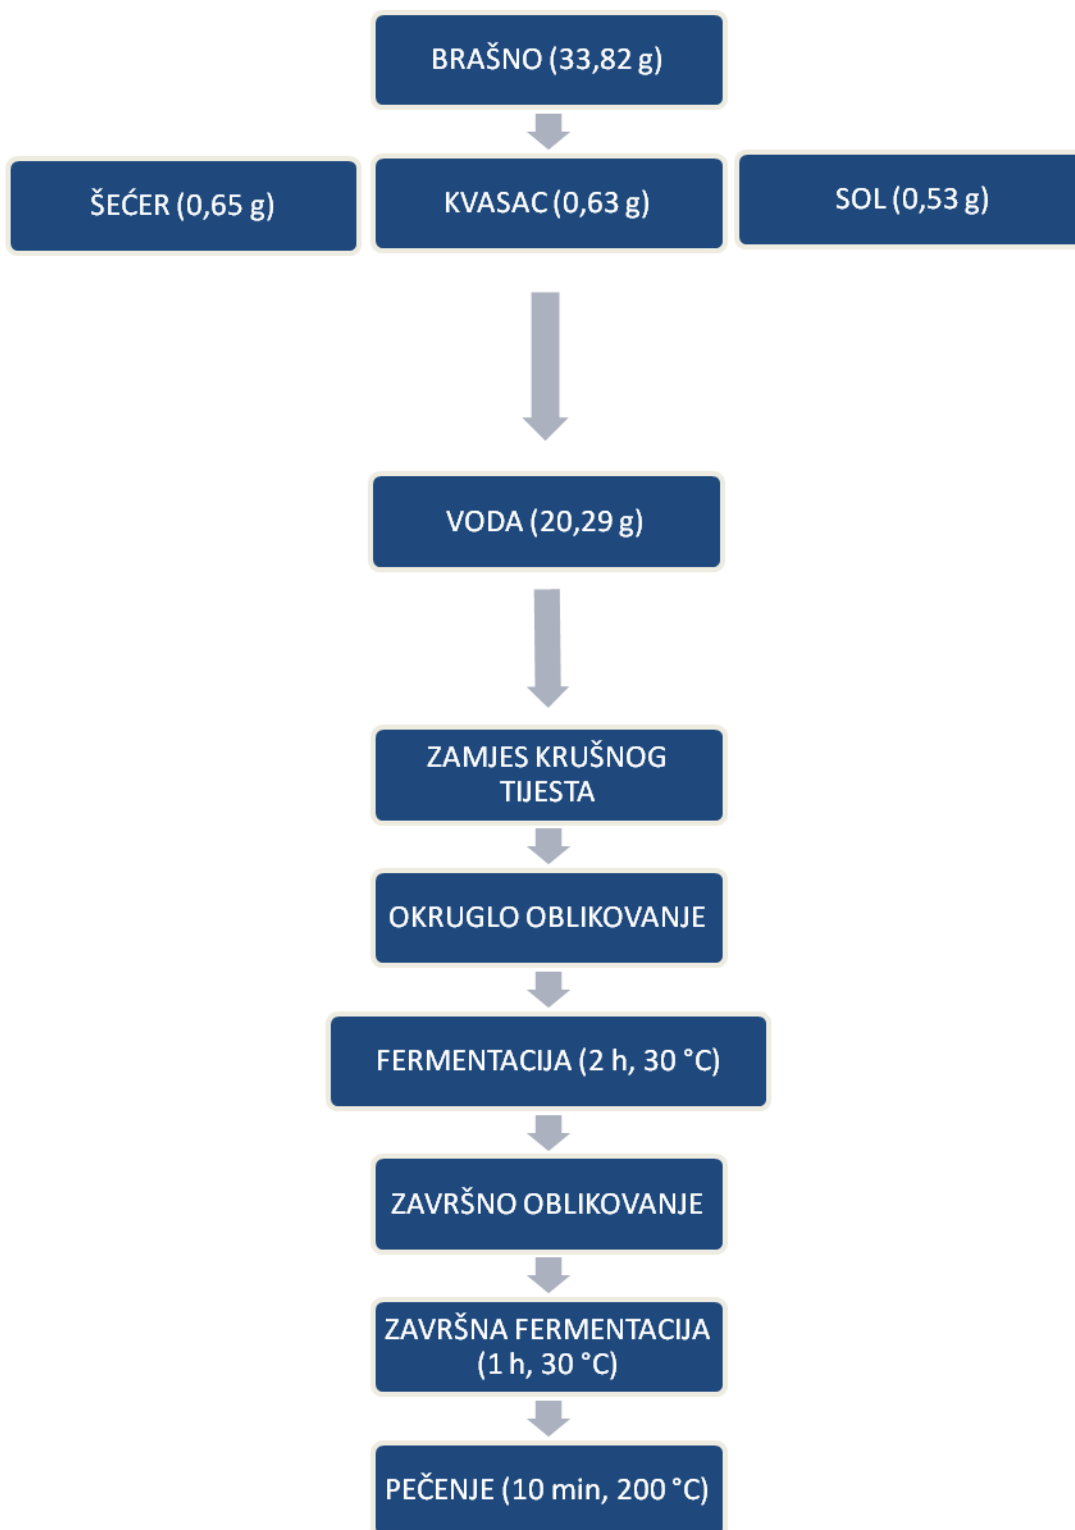 BRAŠNO (33,82 g)
ŠEĆER (0,65 g)
KVASAC (0,63 g)
SOL (0,53 g)
VODA (20,29 g)
ZAMJES KRUŠNOG
TIJESTA
OKRUGLO OBLIKOVANJE
FERMENTACIJA (2 h, 30 °C)
ZAVRŠNO OBLIKOVANJE
ZAVRŠNA FERMENTACIJA
(1 h, 30 °C)
PEČENJE (10 min, 200 °C)